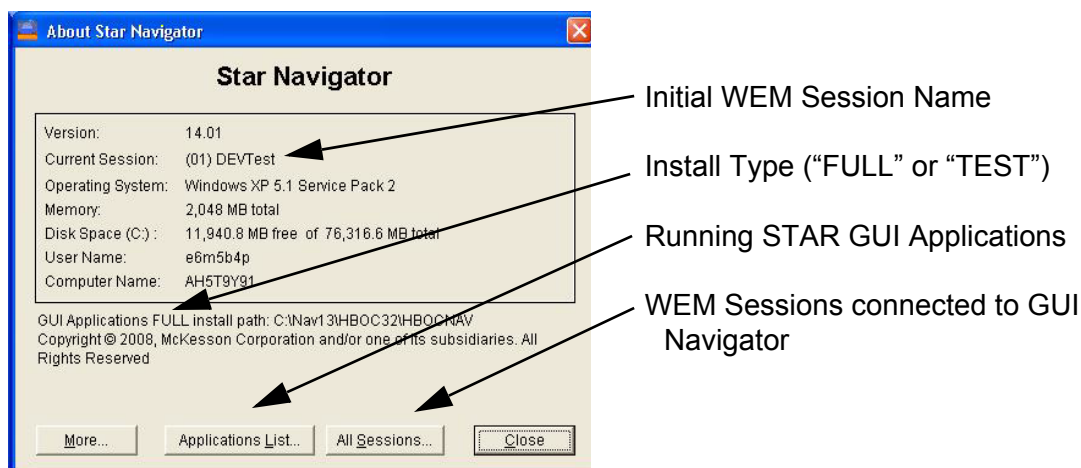 About Star Navigator
Star Navigator
Version: 14.01
Current Session: (01) DEVTest
Operating System: Windows XP 5.1 Service Pack 2
Memory: 2,048 MB total
Disk Space (C:) : 11,940.8 MB free of 76,316.6 MB total
User Name: e6m5b4p
Computer Name: AH5T9Y91
GUI Applications FULL install path: C:\Nav13\HBOC32\HBOCNAV
Copyright © 2008, McKesson Corporation and/or one of its subsidiaries. All
Rights Reserved
More... Applications List... All Sessions... Close
Initial WEM Session Name
Install Type (“FULL” or “TEST”)
Running STAR GUI Applications
WEM Sessions connected to GUI
Navigator